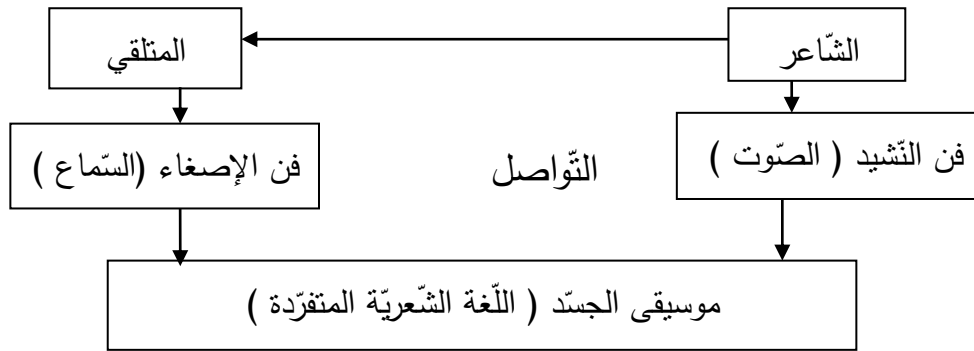 الشّاعر
المتلقي
فن النّشيد ( الصّوت )
التّواصل
فن الإصغاء (السّماع )
موسيقى الجسّد ( اللّغة الشّعريّة المتفرّدة )